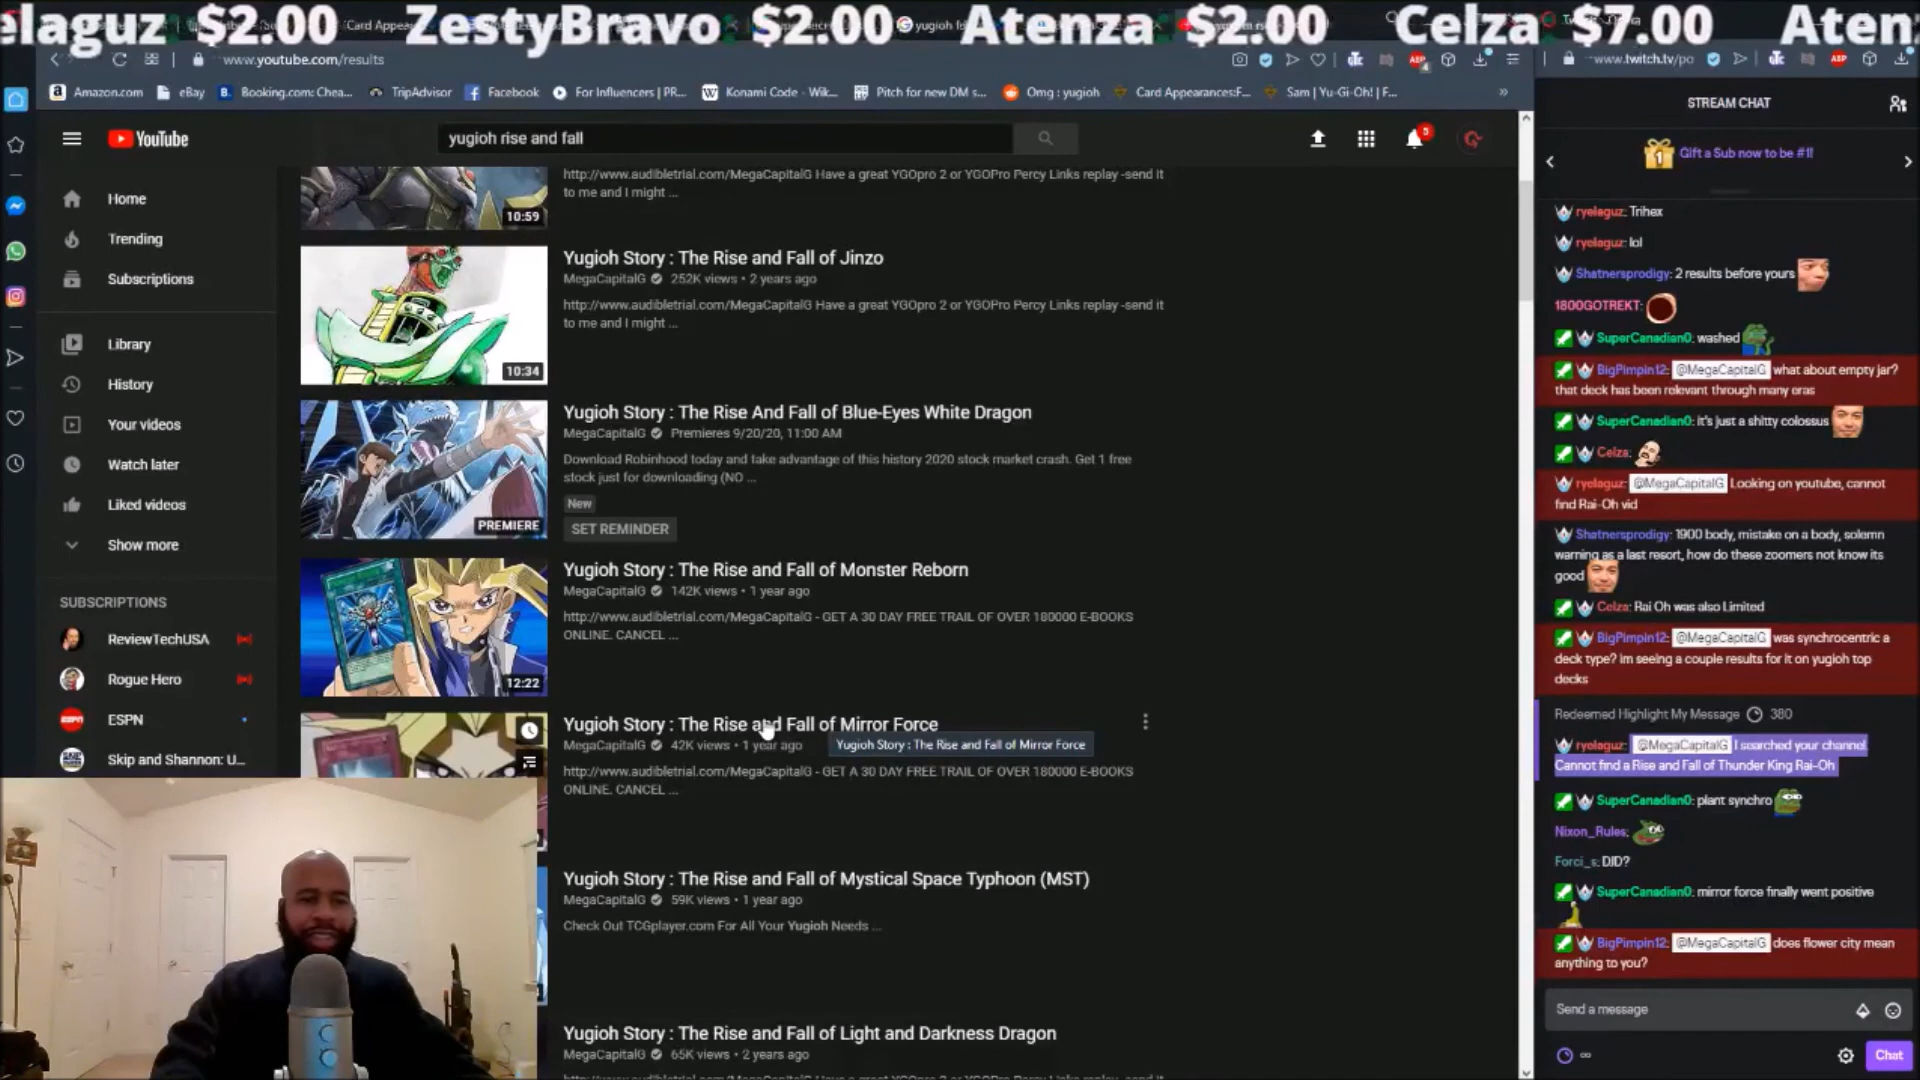 elaguz $2.00 ZestyBravo $2.00 Atenza $2.00 Celza $7.00 Aten
www.youtube.com/results
www.twitch.tv/po
Amazon.com
eBay
Booking.com: Chea...
TripAdvisor
Facebook
For Influencers | PR...
Konami Code - Wik...
Pitch for new DM s...
Omg : yugioh
Card Appearances:F...
Sam | Yu-Gi-Oh! | F...
»
YouTube
yugioh rise and fall
5
Home
Trending
Subscriptions
Library
History
Your videos
Watch later
Liked videos
Show more
SUBSCRIPTIONS
ReviewTechUSA
Rogue Hero
ESPN
Skip and Shannon: U...
http://www.audibletrial.com/MegaCapitalG Have a great YGOpro 2 or YGOPro Percy Links replay -send it
to me and I might ...
10:59
Yugioh Story : The Rise and Fall of Jinzo
MegaCapitalG 252K views • 2 years ago
http://www.audibletrial.com/MegaCapitalG Have a great YGOpro 2 or YGOPro Percy Links replay -send it
to me and I might ...
10:34
Yugioh Story : The Rise And Fall of Blue-Eyes White Dragon
MegaCapitalG Premieres 9/20/20, 11:00 AM
Download Robinhood today and take advantage of this history 2020 stock market crash. Get 1 free
stock just for downloading (NO ...
New
PREMIERE
SET REMINDER
Yugioh Story : The Rise and Fall of Monster Reborn
MegaCapitalG 142K views • 1 year ago
http://www.audibletrial.com/MegaCapitalG - GET A 30 DAY FREE TRAIL OF OVER 180000 E-BOOKS
ONLINE. CANCEL ...
12:22
Yugioh Story : The Rise and Fall of Mirror Force
MegaCapitalG 42K views • 1 year ago
Yugioh Story : The Rise and Fall of Mirror Force
http://www.audibletrial.com/MegaCapitalG - GET A 30 DAY FREE TRAIL OF OVER 180000 E-BOOKS
ONLINE. CANCEL ...
Yugioh Story : The Rise and Fall of Mystical Space Typhoon (MST)
MegaCapitalG 59K views • 1 year ago
Check Out TCGplayer.com For All Your Yugioh Needs ...
Yugioh Story : The Rise and Fall of Light and Darkness Dragon
MegaCapitalG 65K views • 2 years ago
STREAM CHAT
Gift a Sub now to be #1!
ryelaguz: Trihex
ryelaguz: lol
Shatnersprodigy: 2 results before yours
1800GOTREKT:
SuperCanadian0: washed
BigPimpin12: @MegaCapitalG what about empty jar?
that deck has been relevant through many eras
SuperCanadian0: it's just a shitty colossus
Celza:
ryelaguz: @MegaCapitalG Looking on youtube, cannot
find Rai-Oh vid
Shatnersprodigy: 1900 body, mistake on a body, solemn
warning as a last resort, how do these zoomers not know its
good
Celza: Rai Oh was also Limited
BigPimpin12: @MegaCapitalG was synchrocentric a
deck type? im seeing a couple results for it on yugioh top
decks
Redeemed Highlight My Message 380
ryelaguz: @MegaCapitalG I searched your channel.
Cannot find a Rise and Fall of Thunder King Rai-Oh
SuperCanadian0: plant synchro
Nixon_Rules:
Forci_s: DJD?
SuperCanadian0: mirror force finally went positive
BigPimpin12: @MegaCapitalG does flower city mean
anything to you?
Send a message
Chat